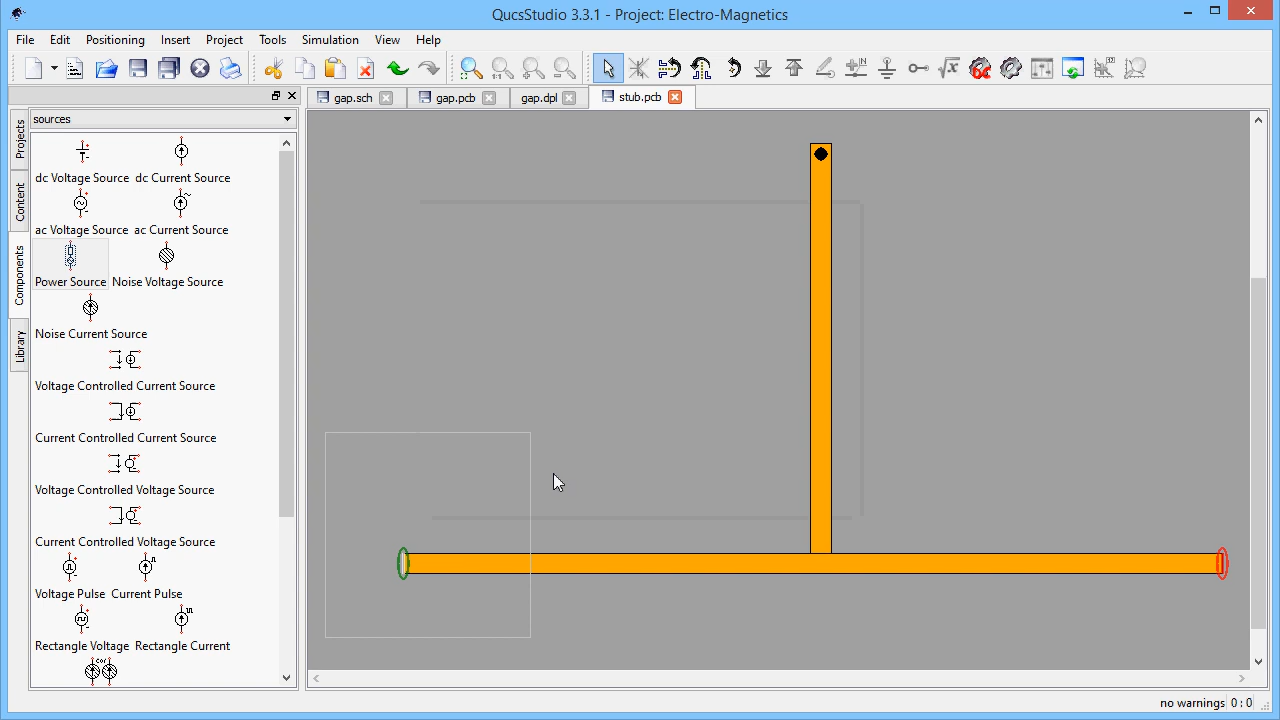 QucsStudio 3.3.1 - Project: Electro-Magnetics
File Edit Positioning Insert Project Tools Simulation View Help
gap.sch gap.pcb gap.dpl stub.pcb
Projects
Content
Components
Library
sources
dc Voltage Source dc Current Source
ac Voltage Source ac Current Source
Power Source Noise Voltage Source
Noise Current Source
Voltage Controlled Current Source
Current Controlled Current Source
Voltage Controlled Voltage Source
Current Controlled Voltage Source
Voltage Pulse Current Pulse
Rectangle Voltage Rectangle Current
cor
no warnings 0 : 0